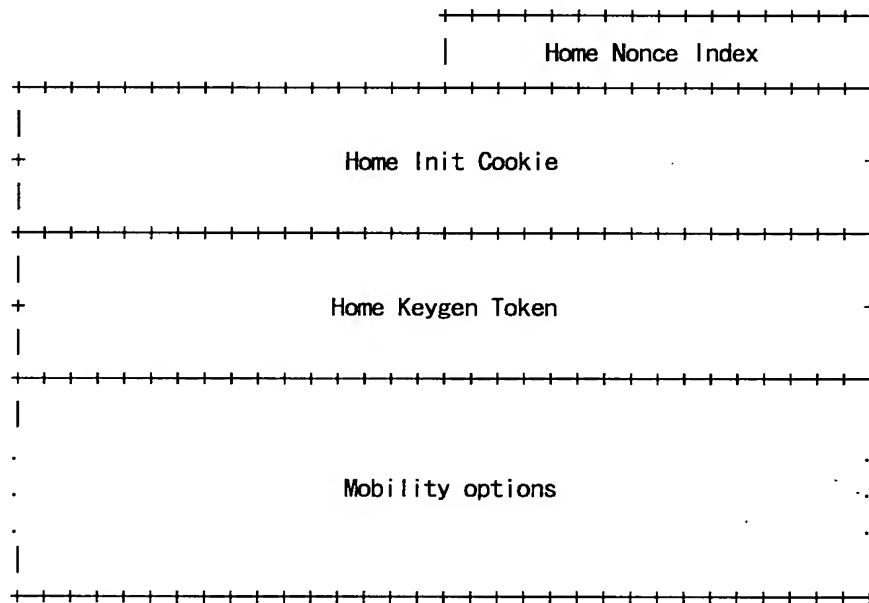 Home Nonce Index
Home Init Cookie
Home Keygen Token
Mobility options